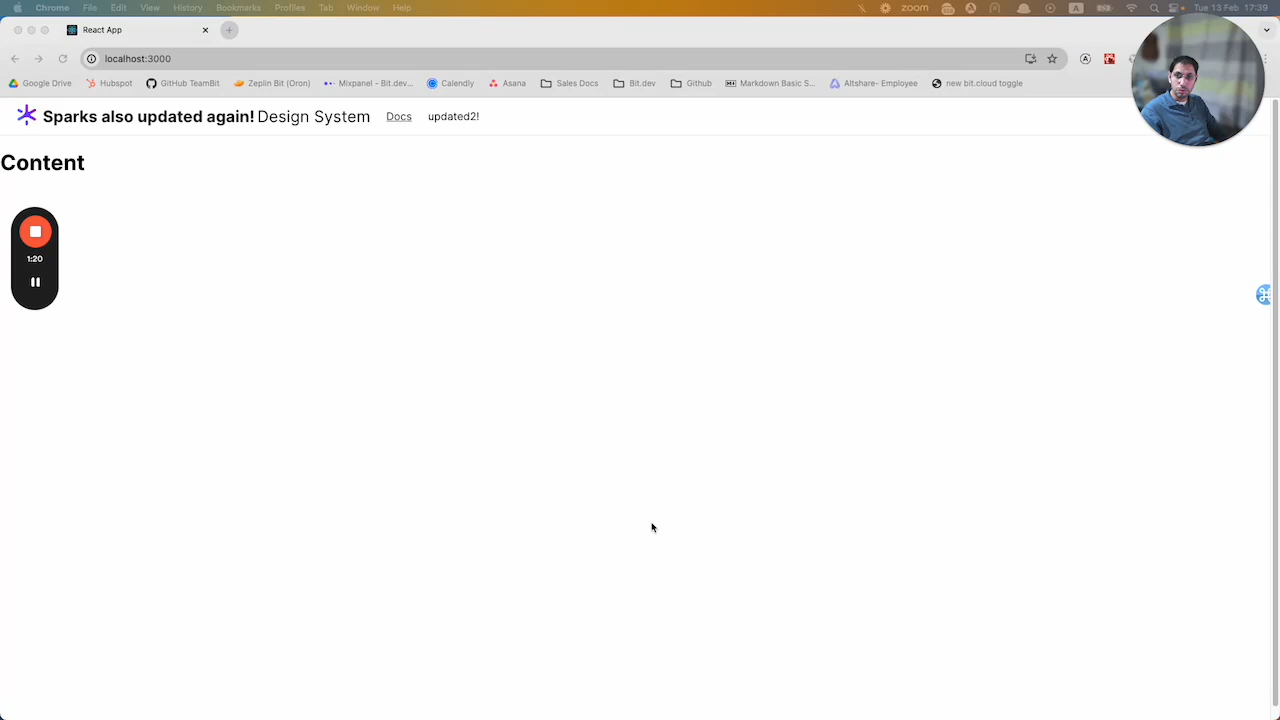 Chrome File Edit View History Bookmarks Profiles Tab Window Help zoom A Tue 13 Feb 17:39
React App
localhost:3000
Google Drive Hubspot GitHub TeamBit Zeplin Bit (Oron) Mixpanel - Bit.dev... Calendly Asana Sales Docs Bit.dev Github Markdown Basic S... Altshare- Employee new bit.cloud toggle
Sparks also updated again! Design System Docs updated2!
Content
1:20